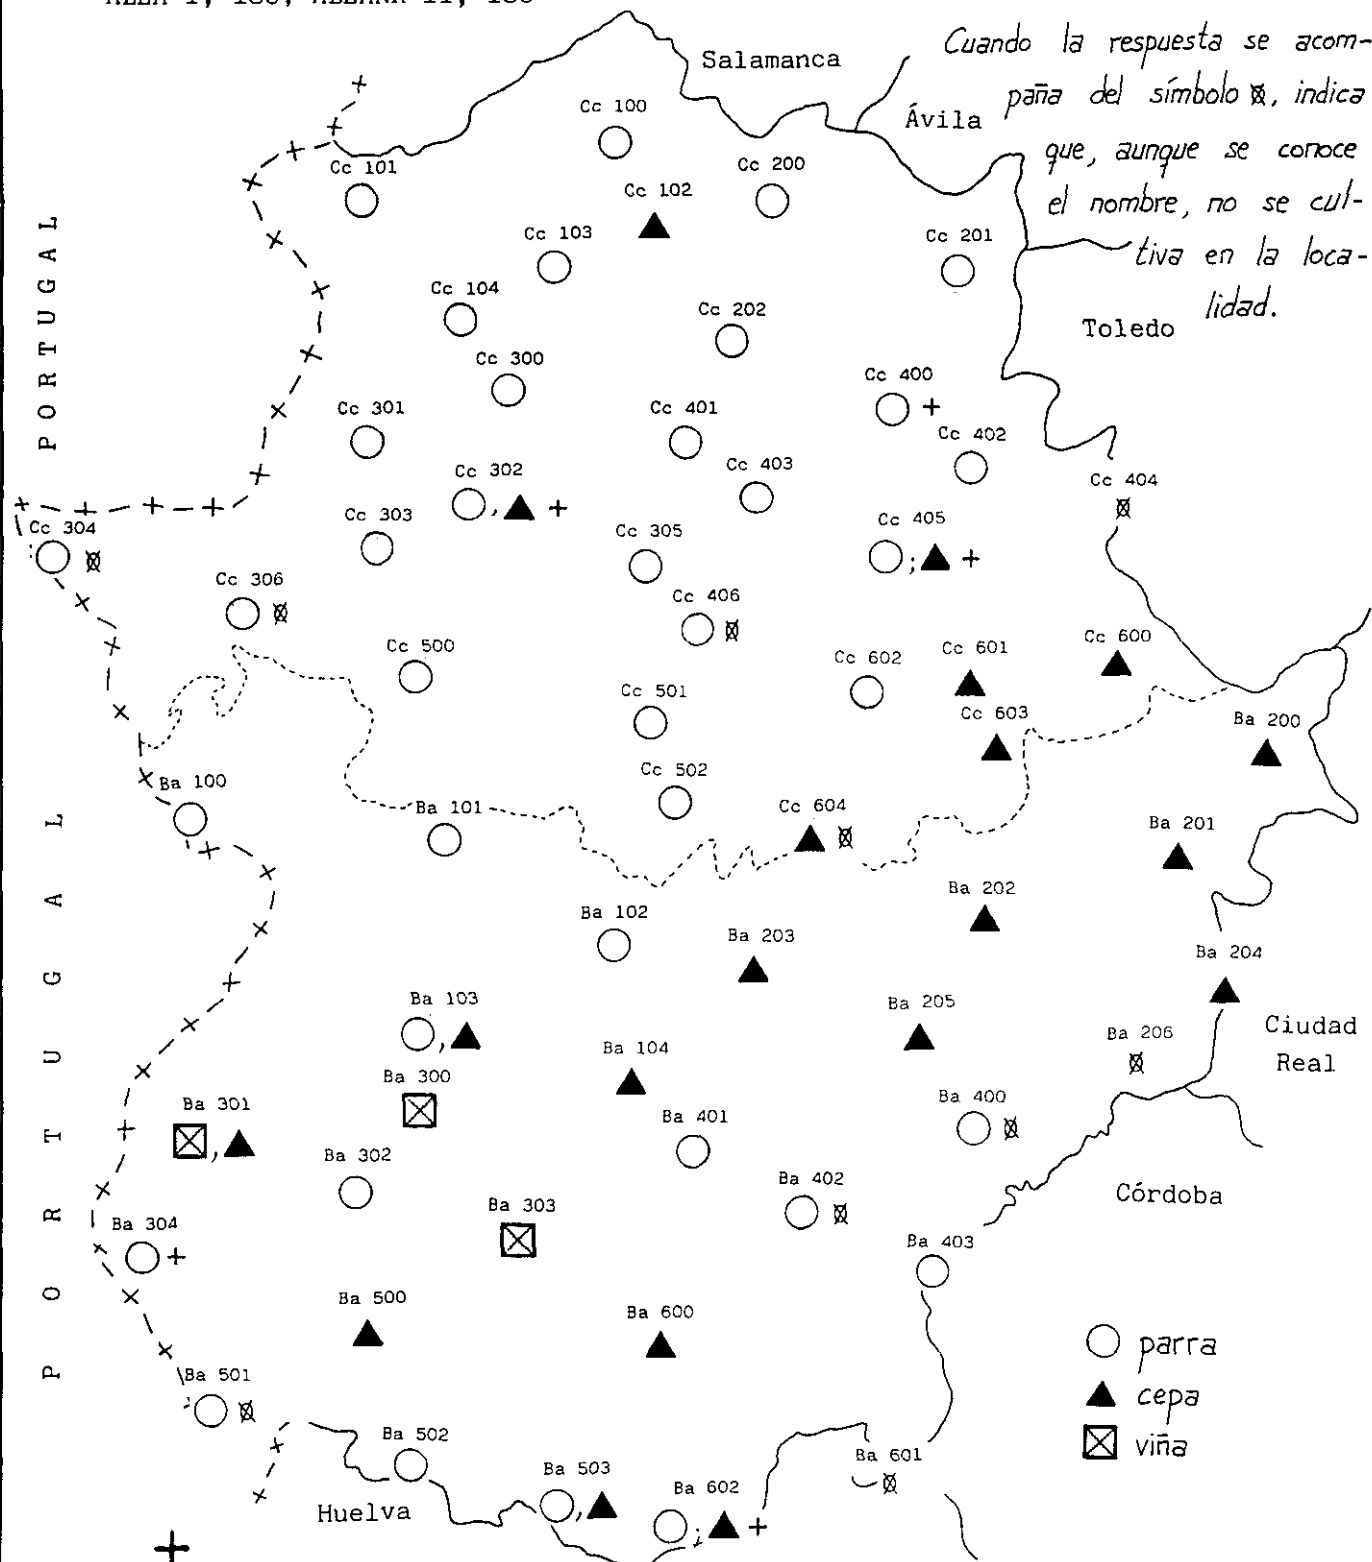 Salamanca
Cuando la respuesta se acom-
paña del símbolo, indica
que, aunque se conoce
el nombre, no se cul-
tiva en la loca-
lidad.
Ávila
Toledo
PORTUGAL
Cc 100
Cc 101
Cc 200
Cc 102
Cc 103
Cc 201
Cc 104
Cc 202
Cc 300
Cc 400
Cc 301
Cc 401
Cc 402
Cc 302
Cc 403
Cc 404
Cc 303
Cc 405
Cc 304
Cc 305
Cc 306
Cc 406
Cc 500
Cc 602
Cc 601
Cc 600
Cc 501
Cc 603
Ba 200
Cc 502
Ba 100
Ba 101
Cc 604
Ba 201
PORTUGAL
Ba 202
Ba 102
Ba 203
Ba 204
Ba 103
Ba 205
Ciudad
Real
Ba 206
Ba 104
Ba 300
Ba 301
Ba 400
Ba 401
Ba 302
Ba 402
Córdoba
Ba 303
Ba 304
Ba 403
Ba 500
Ba 600
parra
cepa
viña
Ba 501
Ba 502
Ba 601
Ba 503
Ba 602
Huelva